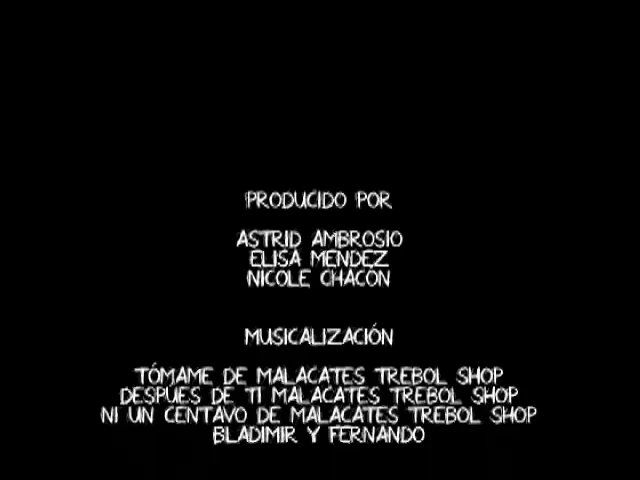 PRODUCIDO POR
ASTRID AMBROSIO
ELISA MENDEZ
NICOLE CHACÓN
MUSICALIZACIÓN
TÓMAME DE MALACATES TREBOL SHOP
DESPUES DE TI MALACATES TREBOL SHOP
NI UN CENTAVO DE MALACATES TREBOL SHOP
BLADIMIR Y FERNANDO